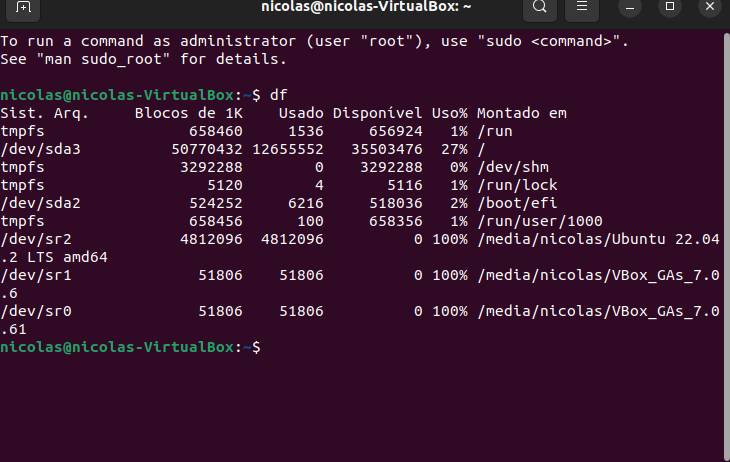 nicolas@nicolas-VirtualBox: ~
To run a command as administrator (user "root"), use "sudo <command>".
See "man sudo_root" for details.
nicolas@nicolas-VirtualBox:~$ df
Sist. Arq.     Blocos de 1K    Usado Disponível Uso% Montado em
tmpfs                658460     1536     656924   1% /run
/dev/sda3          50770432 12655552   35503476  27% /
tmpfs               3292288        0    3292288   0% /dev/shm
tmpfs                  5120        4       5116   1% /run/lock
/dev/sda2            524252     6216     518036   2% /boot/efi
tmpfs                658456      100     658356   1% /run/user/1000
/dev/sr2            4812096  4812096          0 100% /media/nicolas/Ubuntu 22.04
.2 LTS amd64
/dev/sr1              51806    51806          0 100% /media/nicolas/VBox_GAs_7.0
.6
/dev/sr0              51806    51806          0 100% /media/nicolas/VBox_GAs_7.0
.61
nicolas@nicolas-VirtualBox:~$